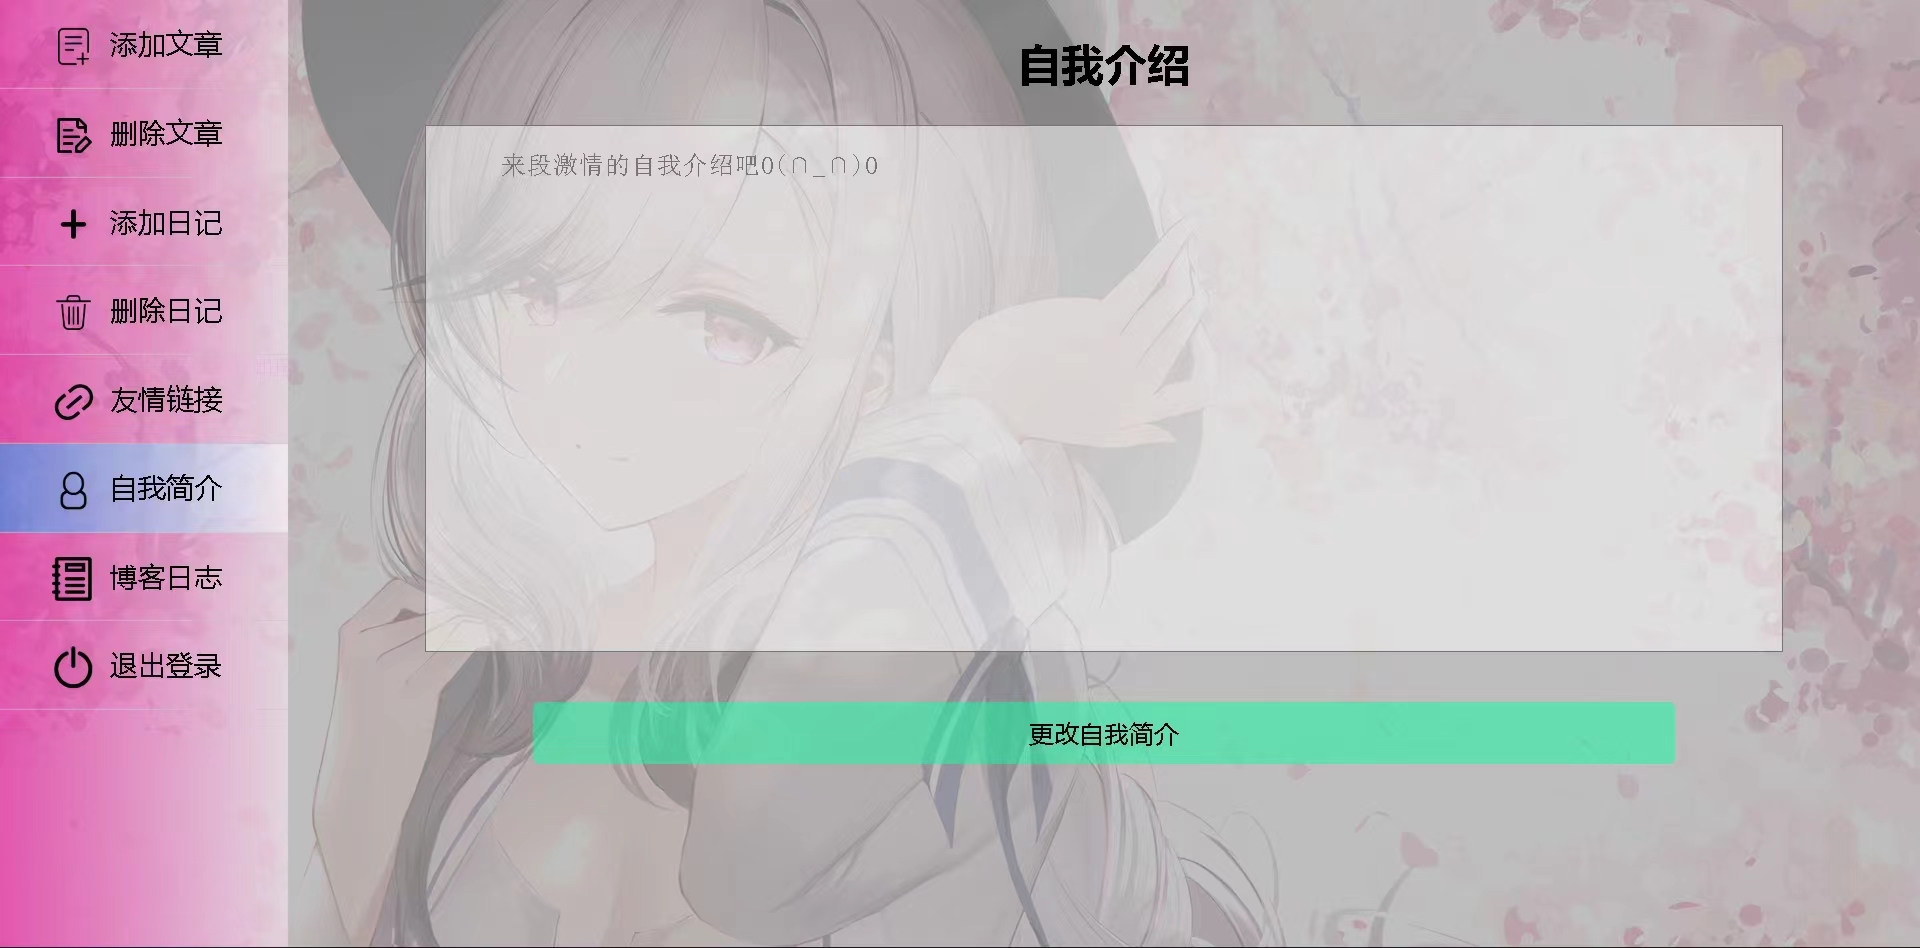 添加文章
删除文章
添加日记
删除日记
友情链接
自我简介
博客日志
退出登录
自我介绍
来段激情的自我介绍吧O(∩_∩)O
更改自我简介